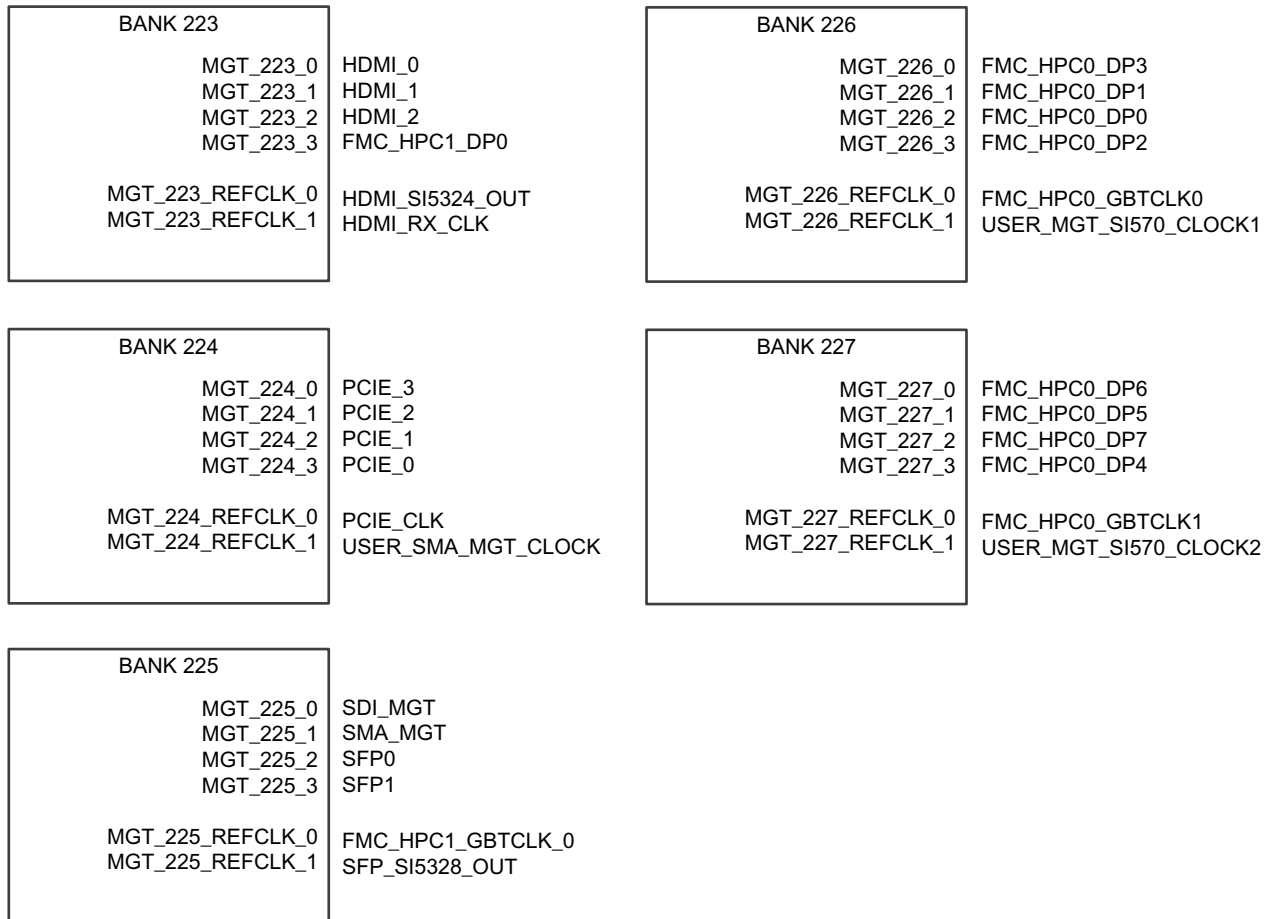 BANK 223
MGT_223_0 HDMI_0
MGT_223_1 HDMI_1
MGT_223_2 HDMI_2
MGT_223_3 FMC_HPC1_DP0
MGT_223_REFCLK_0 HDMI_SI5324_OUT
MGT_223_REFCLK_1 HDMI_RX_CLK
BANK 224
MGT_224_0 PCIE_3
MGT_224_1 PCIE_2
MGT_224_2 PCIE_1
MGT_224_3 PCIE_0
MGT_224_REFCLK_0 PCIE_CLK
MGT_224_REFCLK_1 USER_SMA_MGT_CLOCK
BANK 225
MGT_225_0 SDI_MGT
MGT_225_1 SMA_MGT
MGT_225_2 SFP0
MGT_225_3 SFP1
MGT_225_REFCLK_0 FMC_HPC1_GBTCLK_0
MGT_225_REFCLK_1 SFP_SI5328_OUT
BANK 226
MGT_226_0 FMC_HPC0_DP3
MGT_226_1 FMC_HPC0_DP1
MGT_226_2 FMC_HPC0_DP0
MGT_226_3 FMC_HPC0_DP2
MGT_226_REFCLK_0 FMC_HPC0_GBTCLK0
MGT_226_REFCLK_1 USER_MGT_SI570_CLOCK1
BANK 227
MGT_227_0 FMC_HPC0_DP6
MGT_227_1 FMC_HPC0_DP5
MGT_227_2 FMC_HPC0_DP7
MGT_227_3 FMC_HPC0_DP4
MGT_227_REFCLK_0 FMC_HPC0_GBTCLK1
MGT_227_REFCLK_1 USER_MGT_SI570_CLOCK2